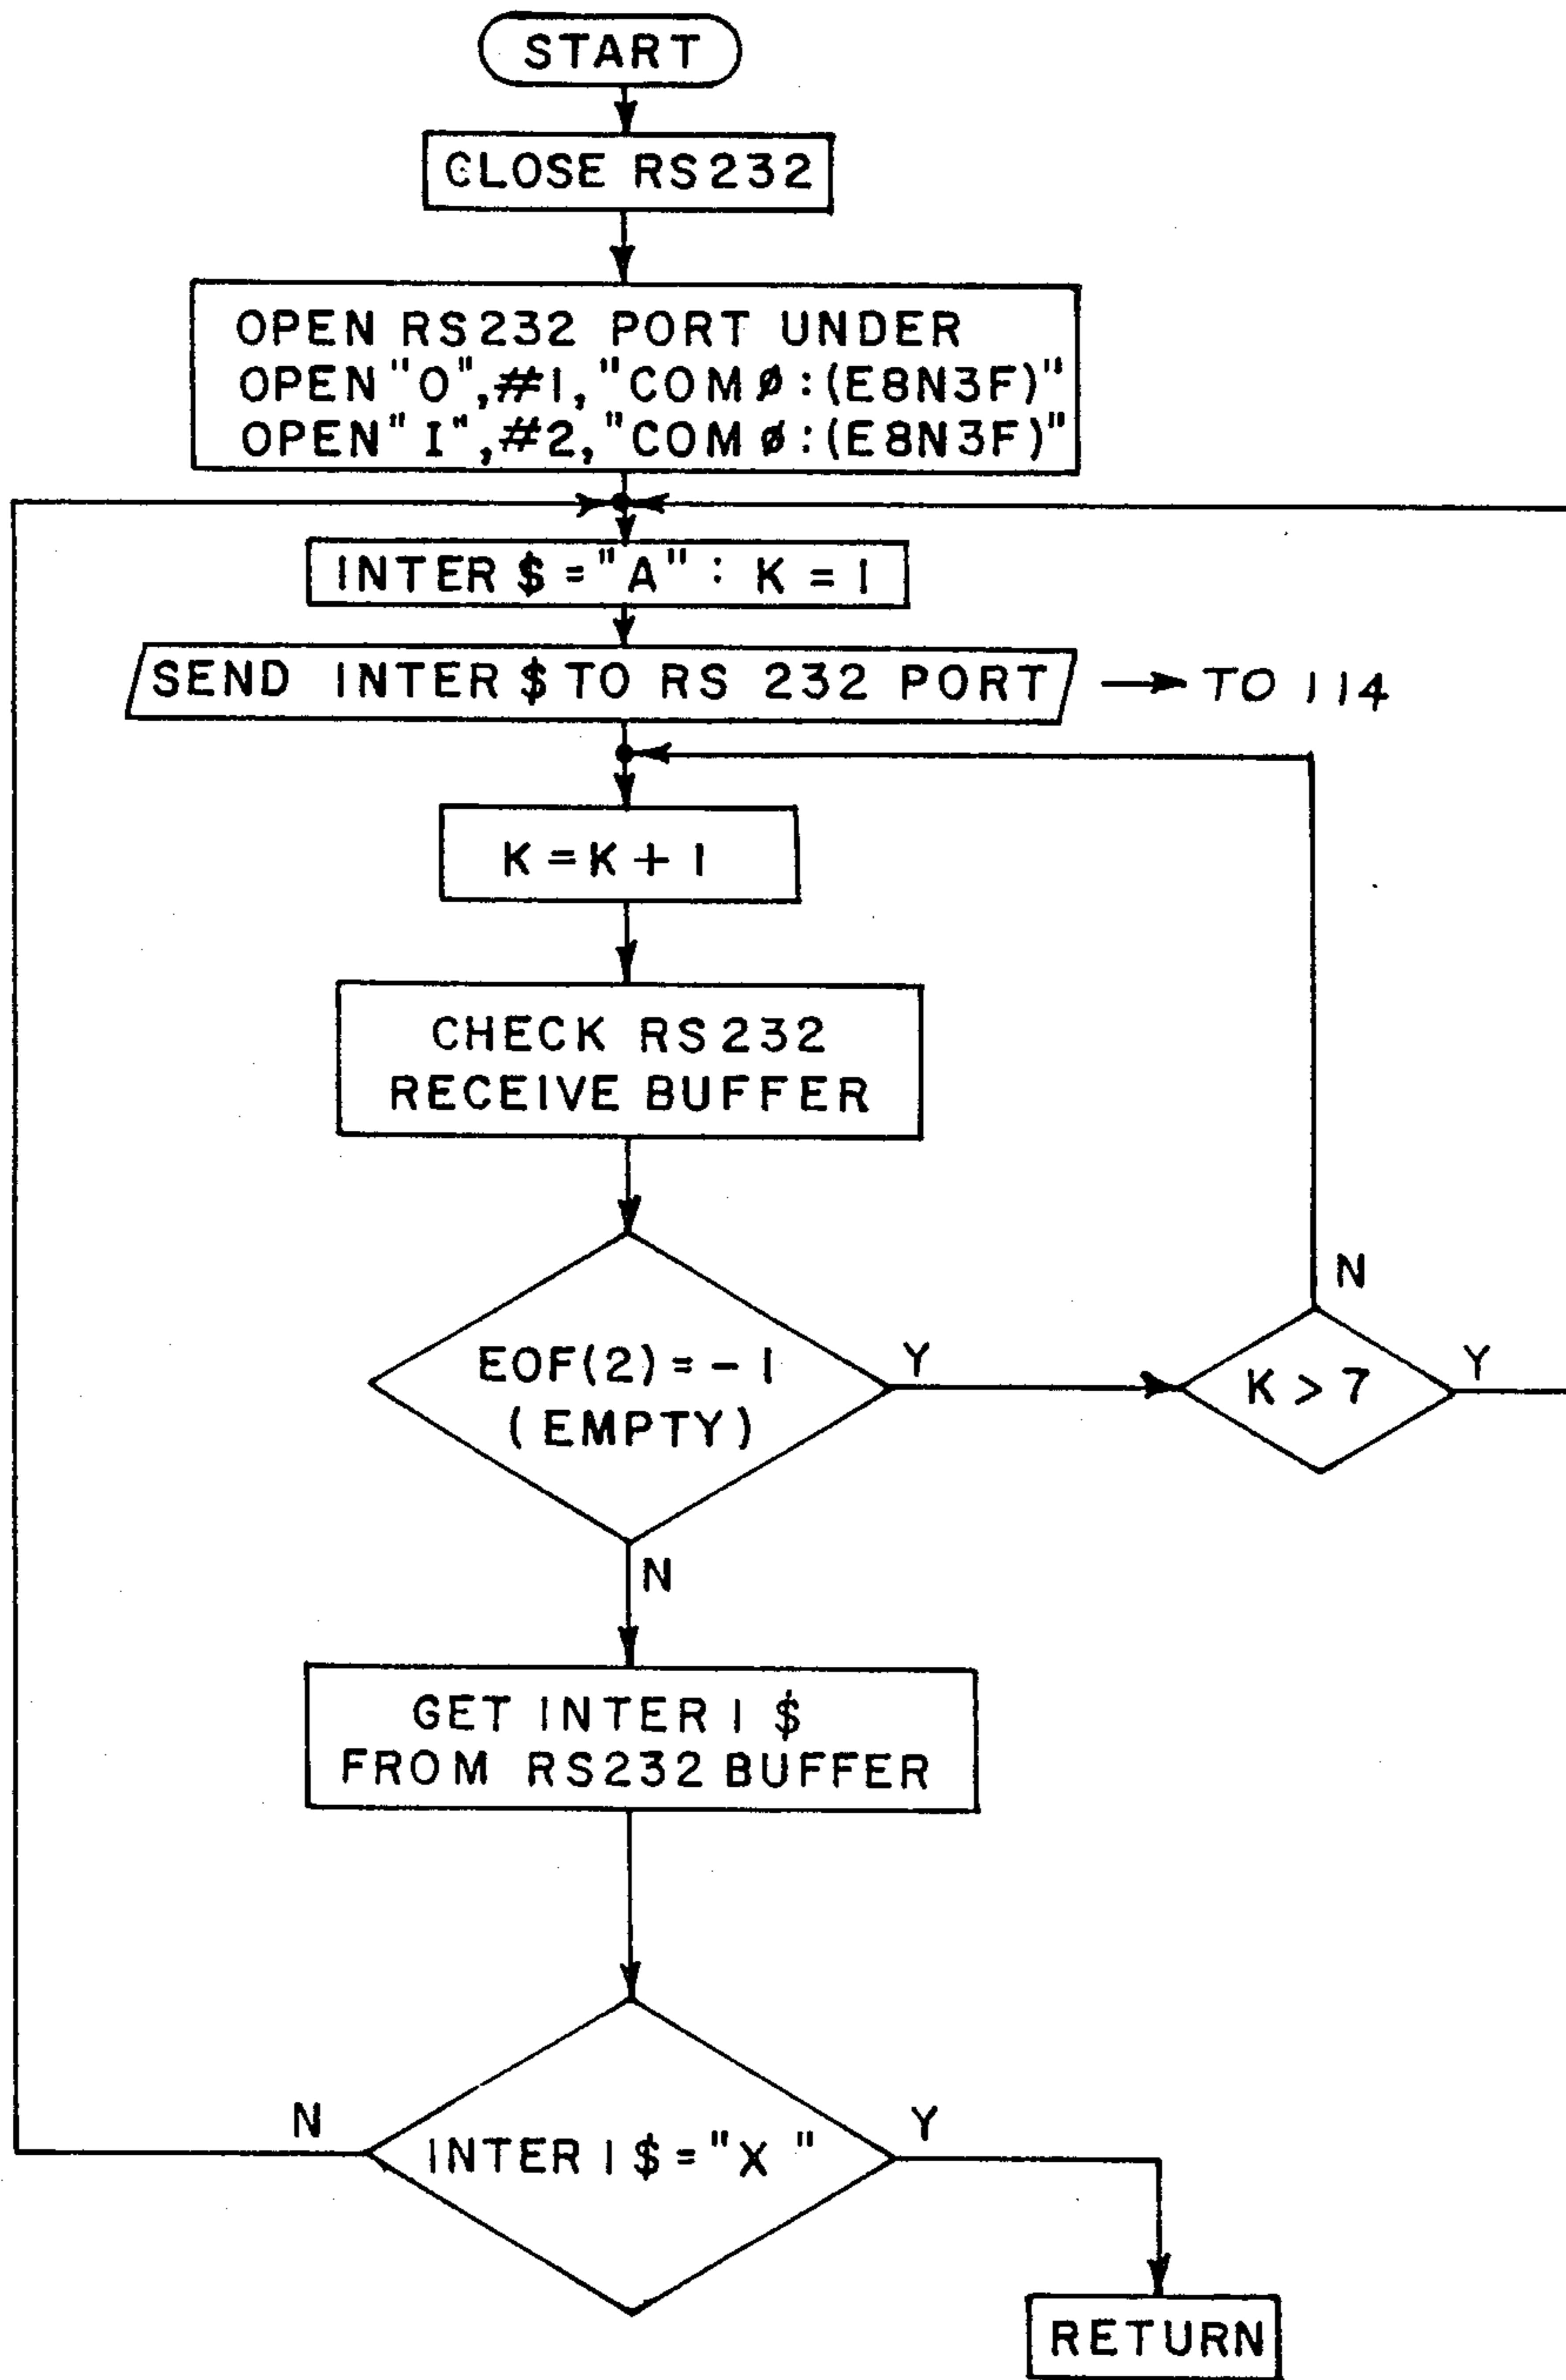 START
CLOSE RS232
OPEN RS232 PORT UNDER
OPEN"O",#1,"COMØ:(E8N3F)"
OPEN"I",#2,"COMØ:(E8N3F)"
INTER$="A": K=1
SEND INTER$ TO RS 232 PORT → TO 114
K=K+1
CHECK RS232
RECEIVE BUFFER
N
EOF(2)=-1
(EMPTY)
Y
K>7
Y
N
GET INTER1$
FROM RS232 BUFFER
N
INTER1$="X"
Y
RETURN